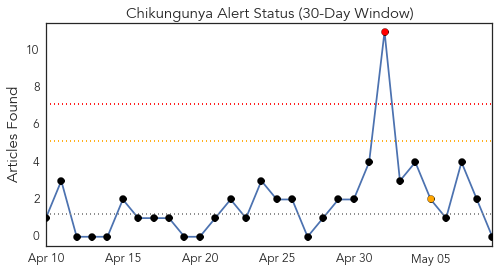 Chikungunya Alert Status (30-Day Window)
Articles Found
10
8
6
4
2
0
Apr 10
Apr 15
Apr 20
Apr 25
Apr 30
May 05